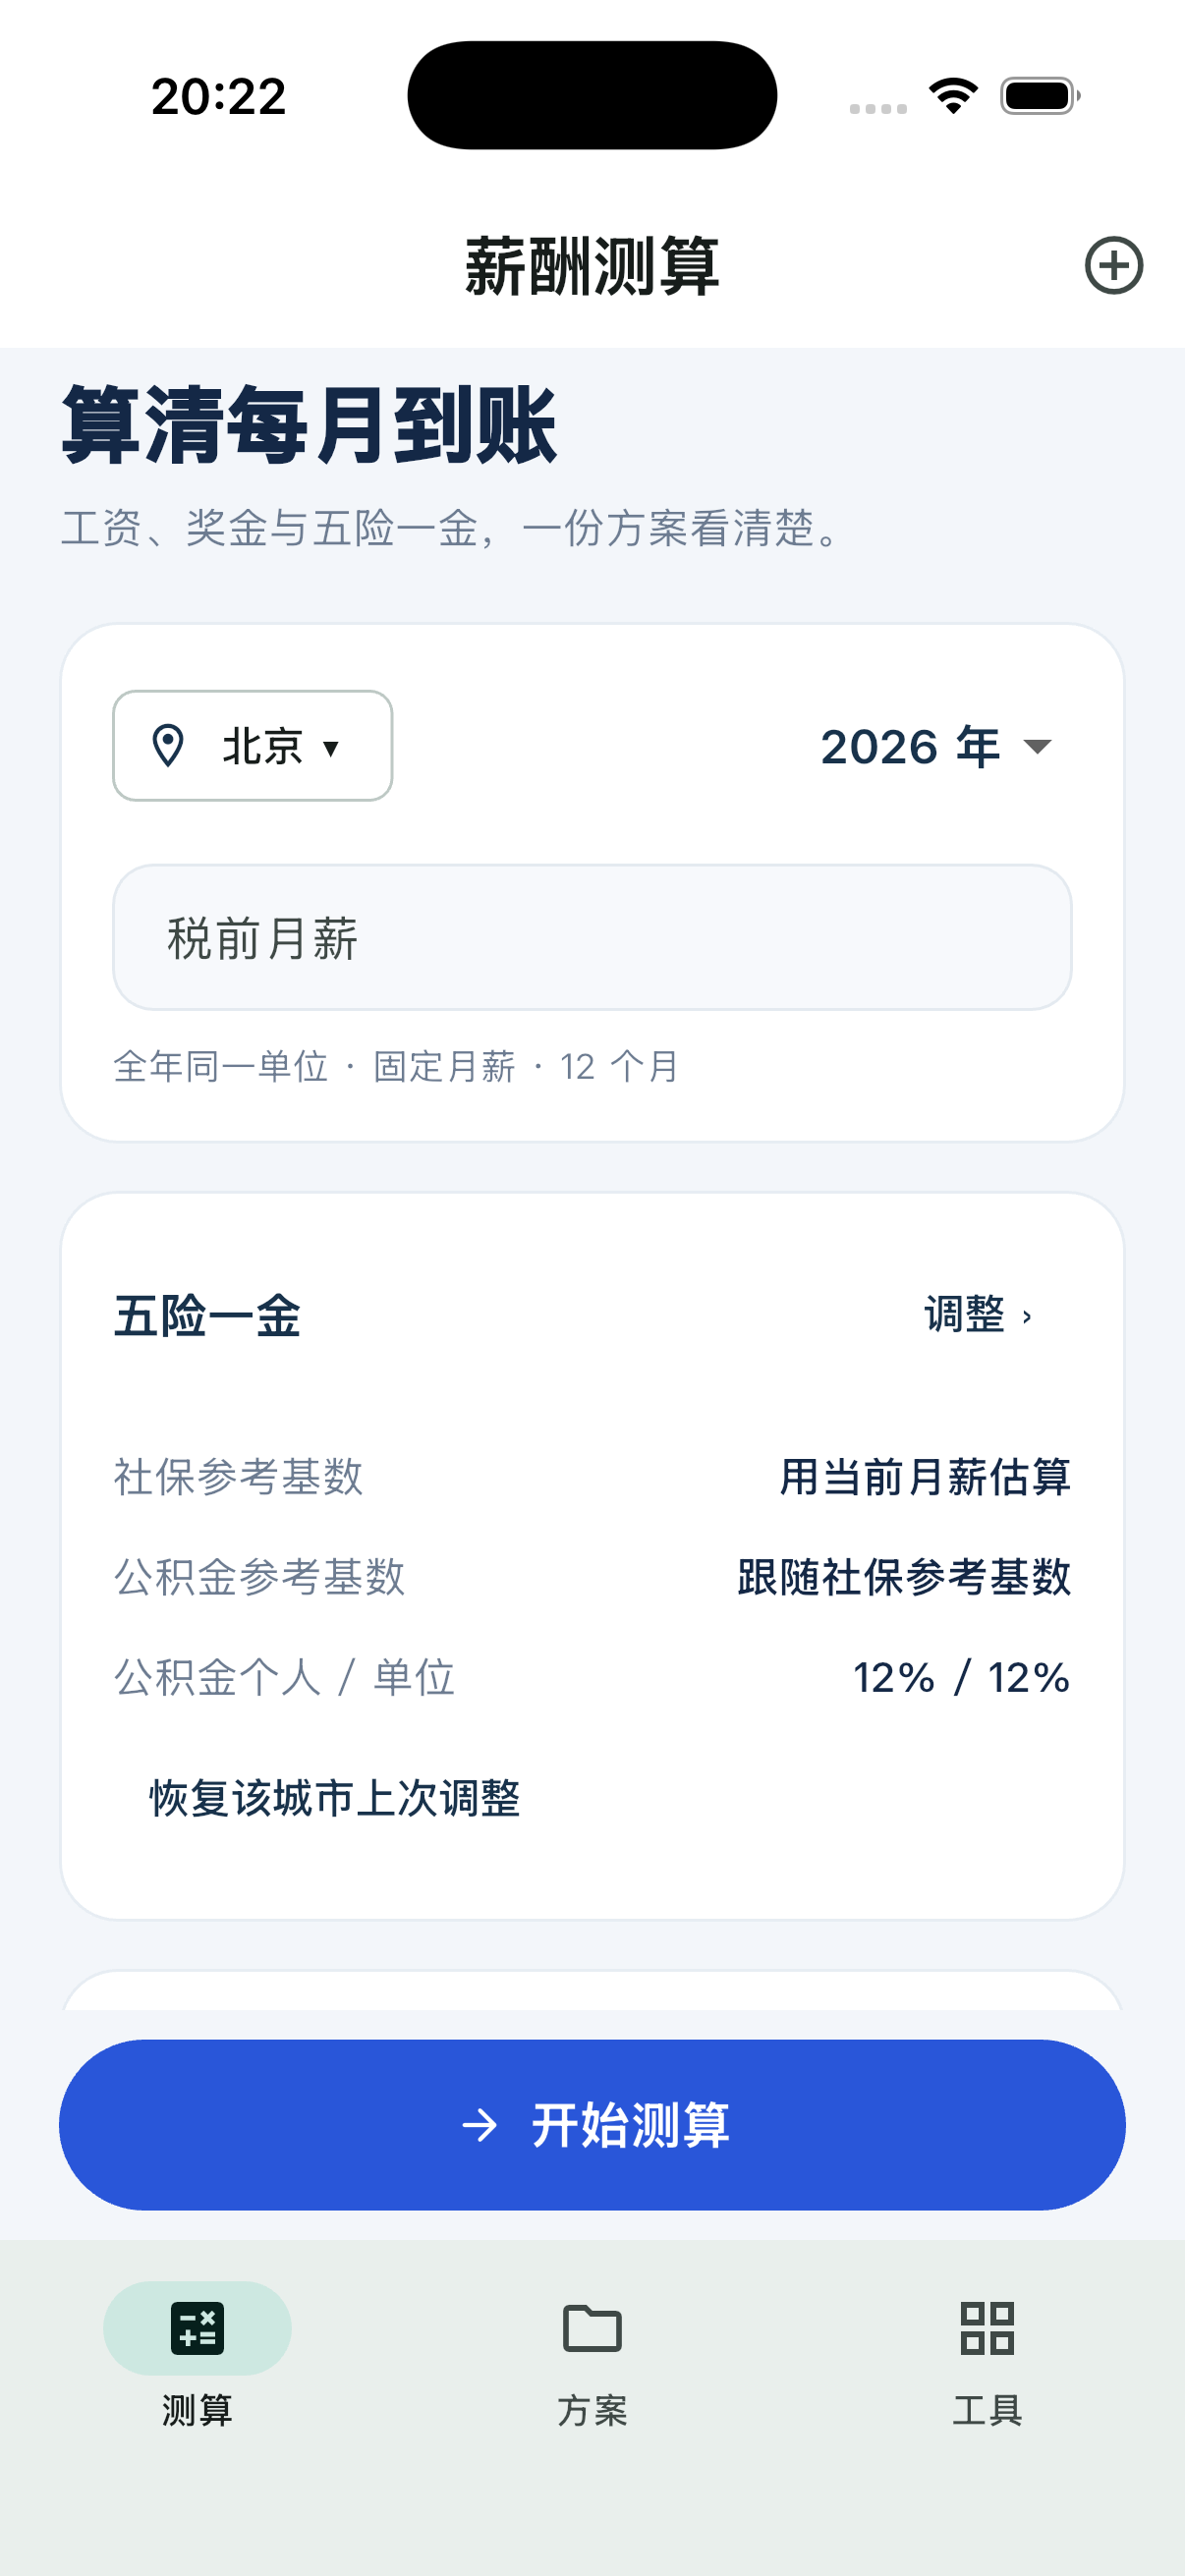 20:22
薪酬测算
算清每月到账
工资、奖金与五险一金，一份方案看清楚。
北京 ▾
2026 年
税前月薪
全年同一单位 · 固定月薪 · 12 个月
五险一金
调整 ›
社保参考基数
用当前月薪估算
公积金参考基数
跟随社保参考基数
公积金个人 / 单位
12% / 12%
恢复该城市上次调整
→ 开始测算
测算
方案
工具